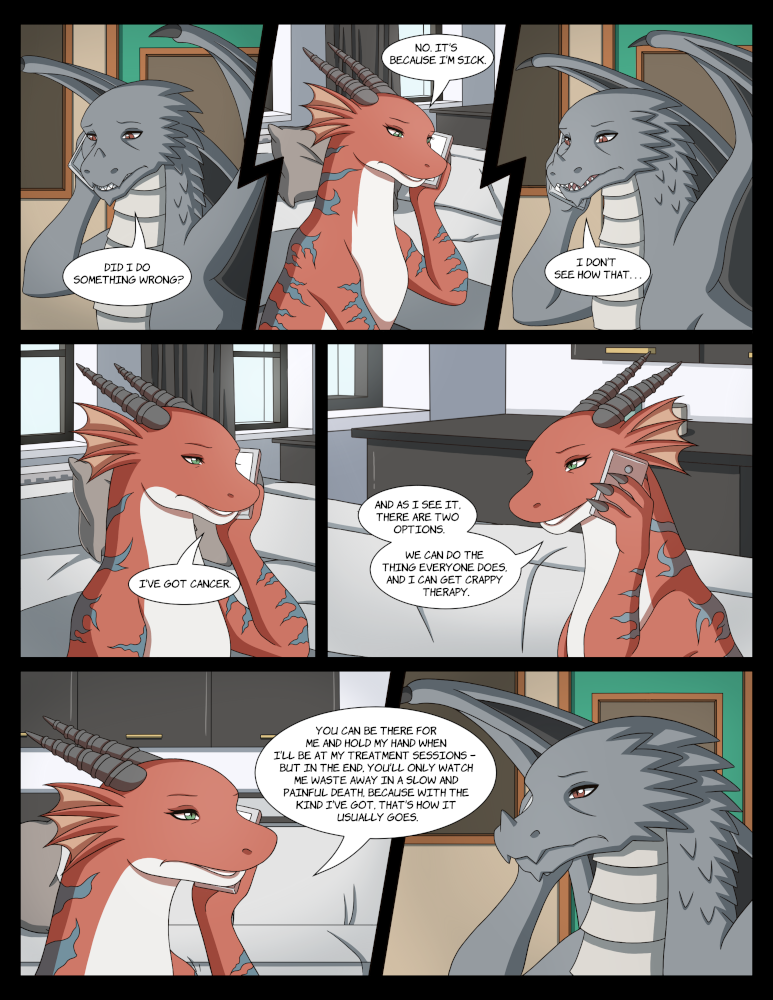 DID I DO
SOMETHING WRONG?
NO. IT'S
BECAUSE I'M SICK.
I DON'T
SEE HOW THAT...
I'VE GOT CANCER.
AND AS I SEE IT,
THERE ARE TWO
OPTIONS.
WE CAN DO THE
THING EVERYONE DOES,
AND I CAN GET CRAPPY
THERAPY.
YOU CAN BE THERE FOR
ME AND HOLD MY HAND WHEN
I'LL BE AT MY TREATMENT SESSIONS –
BUT IN THE END, YOU'LL ONLY WATCH
ME WASTE AWAY IN A SLOW AND
PAINFUL DEATH, BECAUSE WITH THE
KIND I'VE GOT, THAT'S HOW IT
USUALLY GOES.